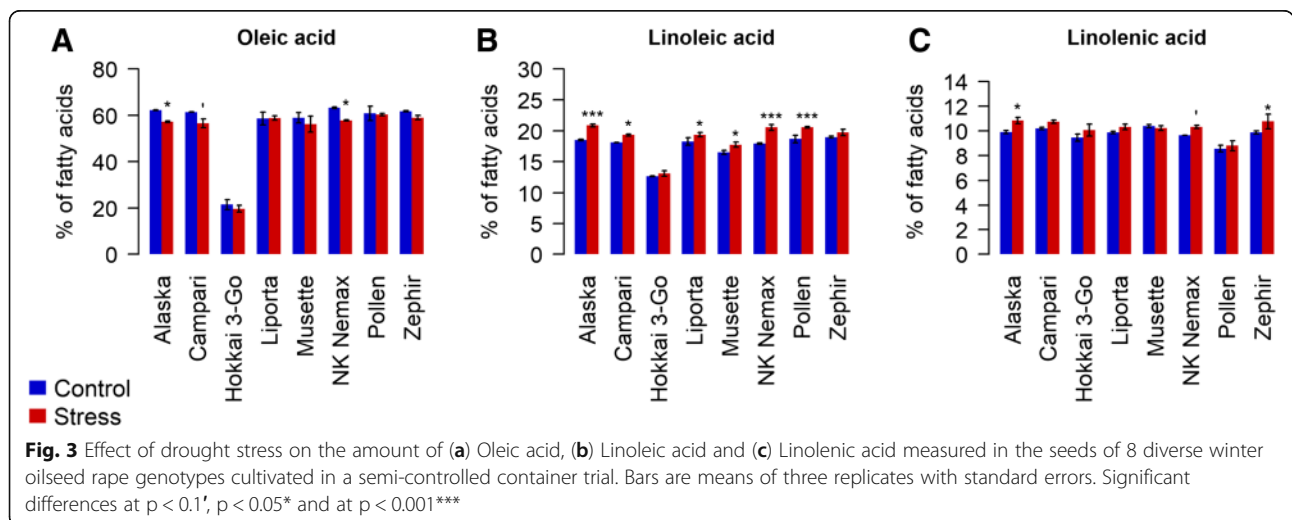 A
Oleic acid
% of fatty acids
80
60
40
20
0
* ' *
Alaska
Campari
Hokkai 3-Go
Liporta
Musette
NK Nemax
Pollen
Zephir
B
Linoleic acid
% of fatty acids
30
25
20
15
10
5
0
*** * * * *** ***
Alaska
Campari
Hokkai 3-Go
Liporta
Musette
NK Nemax
Pollen
Zephir
C
Linolenic acid
% of fatty acids
14
12
10
8
6
4
2
0
* ' *
Alaska
Campari
Hokkai 3-Go
Liporta
Musette
NK Nemax
Pollen
Zephir
Control
Stress
Fig. 3 Effect of drought stress on the amount of (a) Oleic acid, (b) Linoleic acid and (c) Linolenic acid measured in the seeds of 8 diverse winter
oilseed rape genotypes cultivated in a semi-controlled container trial. Bars are means of three replicates with standard errors. Significant
differences at p < 0.1′, p < 0.05* and at p < 0.001***